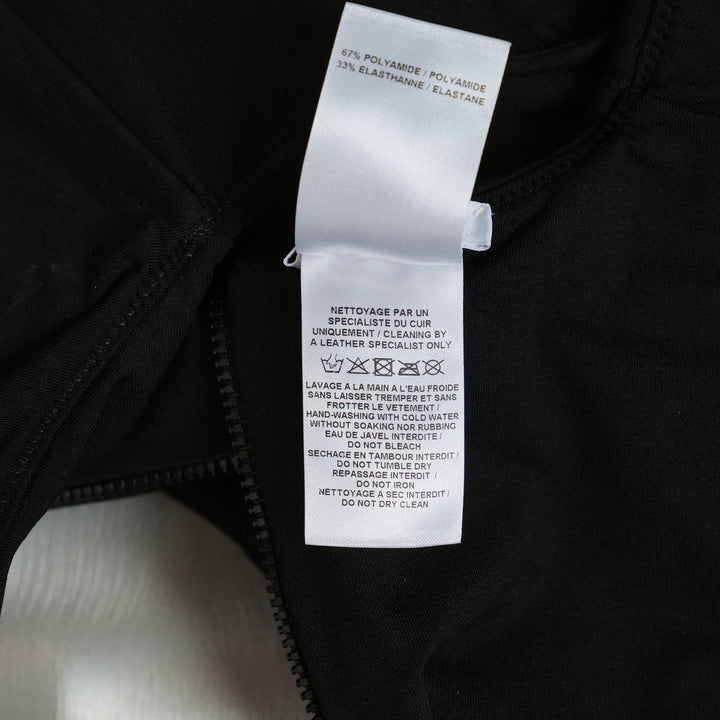 67% POLYAMIDE / POLYAMIDE
33% ELASTHANNE / ELASTANE
NETTOYAGE PAR UN
SPECIALISTE DU CUIR
UNIQUEMENT / CLEANING BY
A LEATHER SPECIALIST ONLY
LAVAGE A LA MAIN A L'EAU FROIDE
SANS LAISSER TREMPER ET SANS
FROTTER LE VETEMENT /
HAND-WASHING WITH COLD WATER
WITHOUT SOAKING NOR RUBBING
EAU DE JAVEL INTERDITE /
DO NOT BLEACH
SECHAGE EN TAMBOUR INTERDIT /
DO NOT TUMBLE DRY
REPASSAGE INTERDIT /
DO NOT IRON
NETTOYAGE A SEC INTERDIT /
DO NOT DRY CLEAN